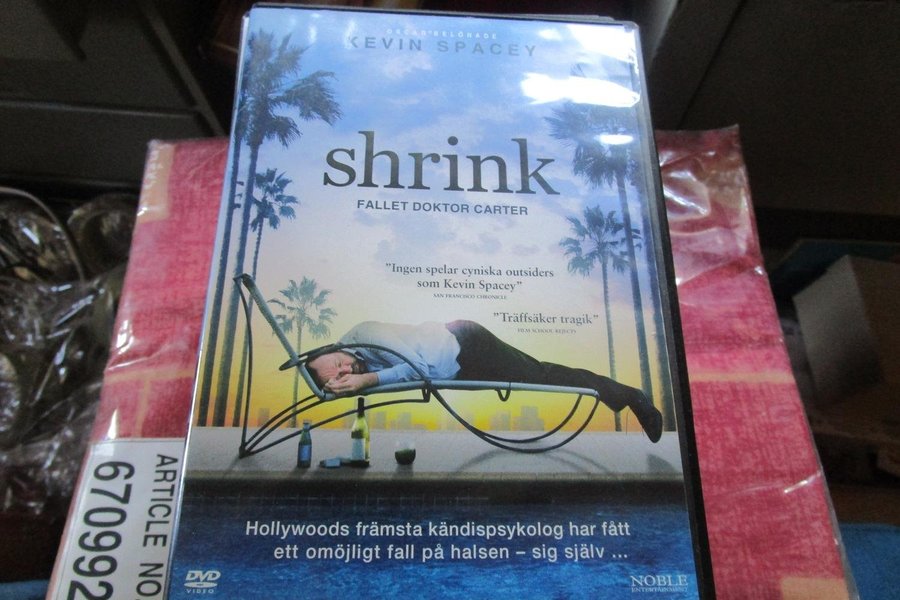 OSCAR®BELÖNADE
KEVIN SPACEY
shrink
FALLET DOKTOR CARTER
"Ingen spelar cyniska outsiders
som Kevin Spacey"
SAN FRANCISCO CHRONICLE
"Träffsäker tragik"
FILM SCHOOL REJECTS
Hollywoods främsta kändispsykolog har fått
ett omöjligt fall på halsen – sig själv ...
DVD
VIDEO
NOBLE
ENTERTAINMENT
ARTICLE NO
670992